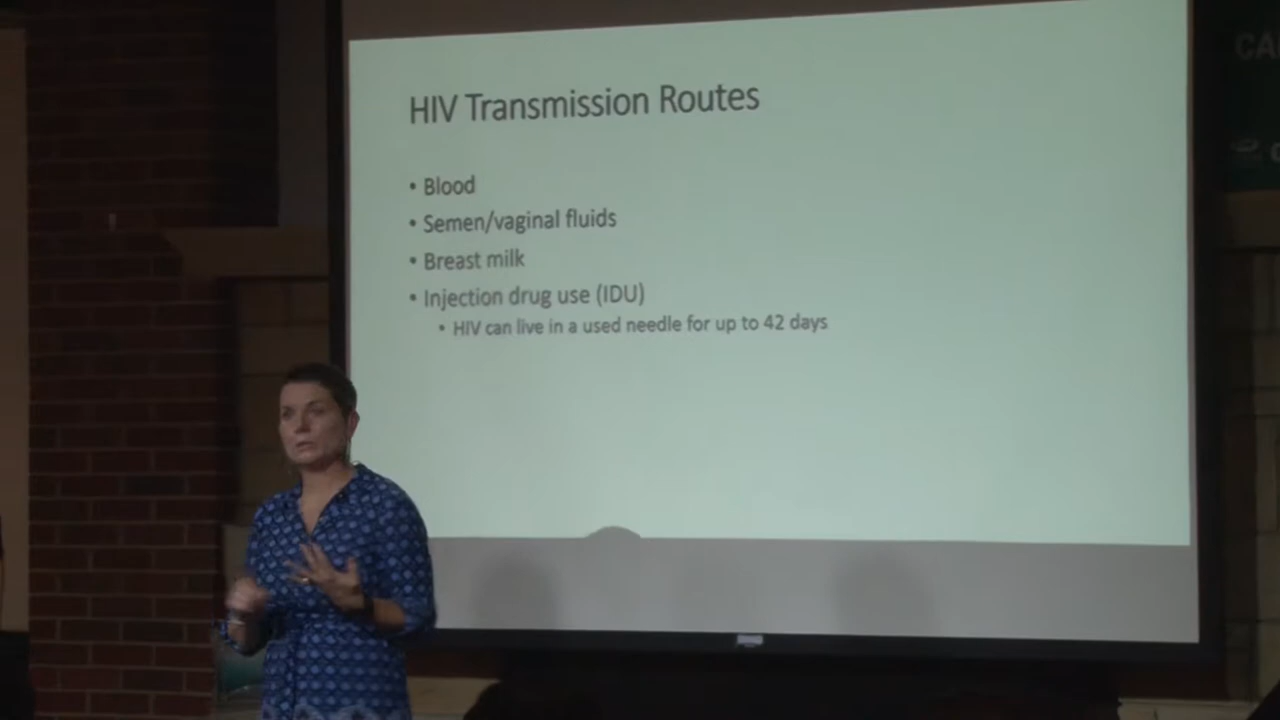 HIV Transmission Routes
• Blood
• Semen/vaginal fluids
• Breast milk
• Injection drug use (IDU)
• HIV can live in a used needle for up to 42 days
CA